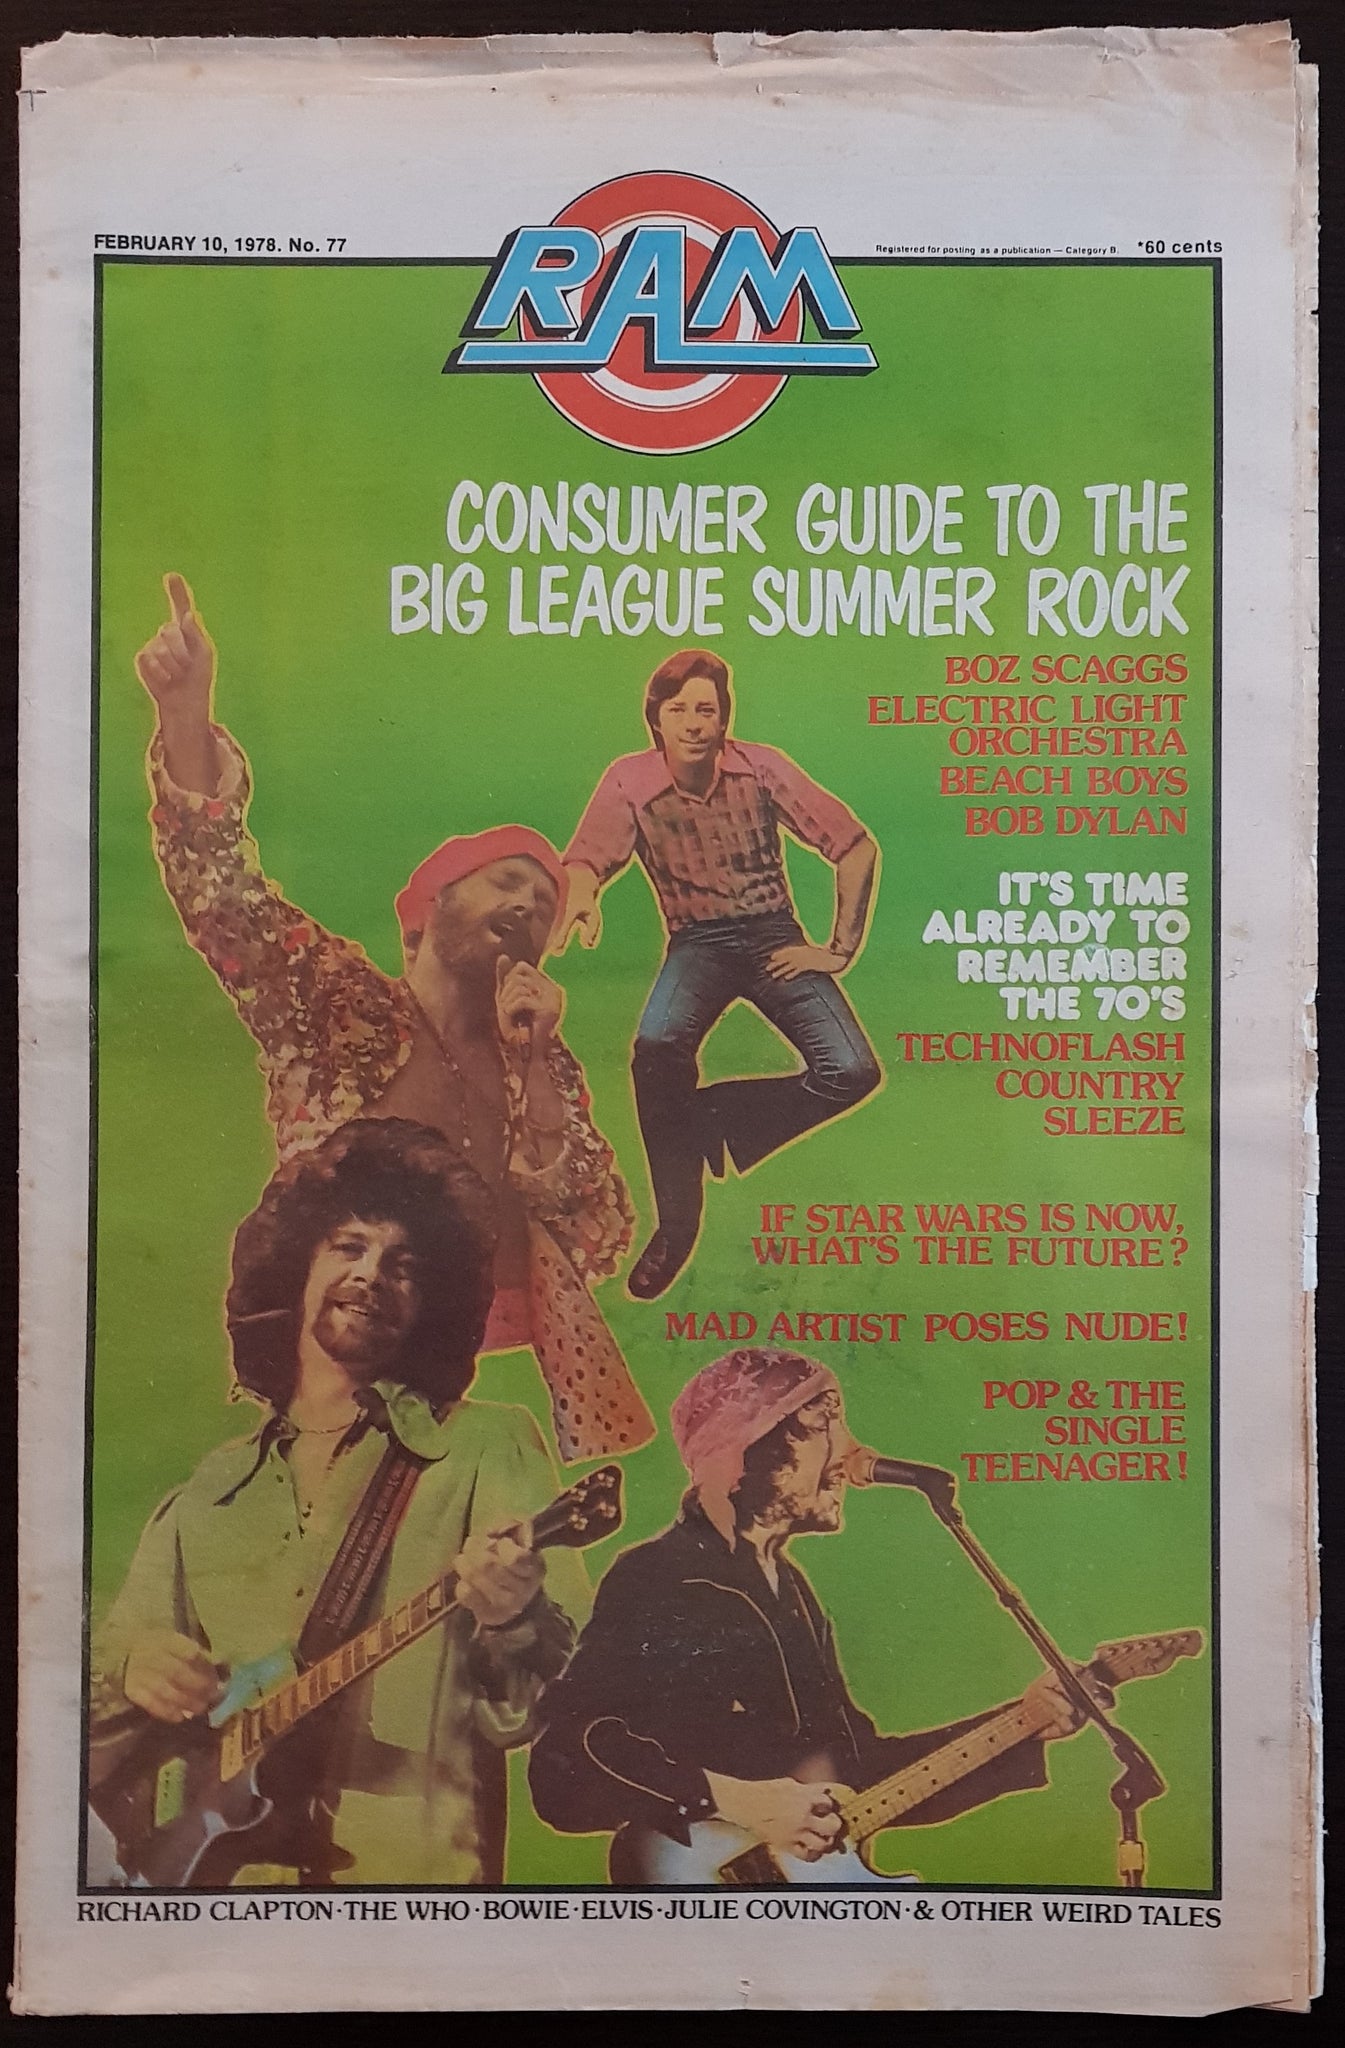 FEBRUARY 10, 1978. No. 77
Registered for posting as a publication — Category B.
*60 cents
RAM
CONSUMER GUIDE TO THE
BIG LEAGUE SUMMER ROCK
BOZ SCAGGS
ELECTRIC LIGHT
ORCHESTRA
BEACH BOYS
BOB DYLAN
IT'S TIME
ALREADY TO
REMEMBER
THE 70'S
TECHNOFLASH
COUNTRY
SLEEZE
IF STAR WARS IS NOW,
WHAT'S THE FUTURE?
MAD ARTIST POSES NUDE!
POP & THE
SINGLE
TEENAGER!
RICHARD CLAPTON·THE WHO·BOWIE·ELVIS·JULIE COVINGTON·& OTHER WEIRD TALES